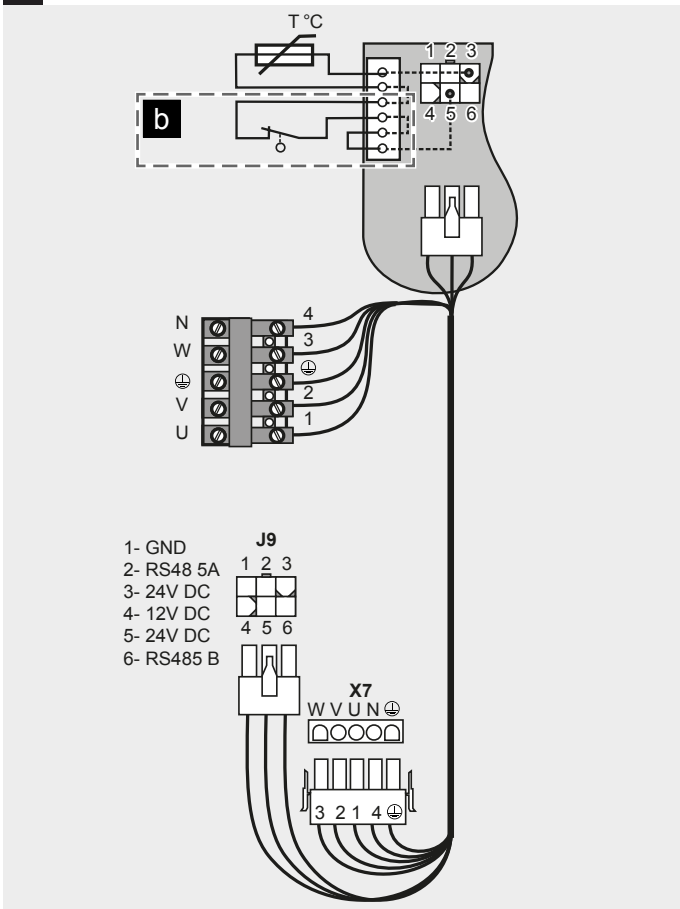 T °C
1 2 3
b
4 5 6
N 4
W 3
V 2
U 1
J9
1- GND
1 2 3
2- RS48 5A
3- 24V DC
4- 12V DC
4 5 6
5- 24V DC
6- RS485 B
X7
W V U N
3 2 1 4